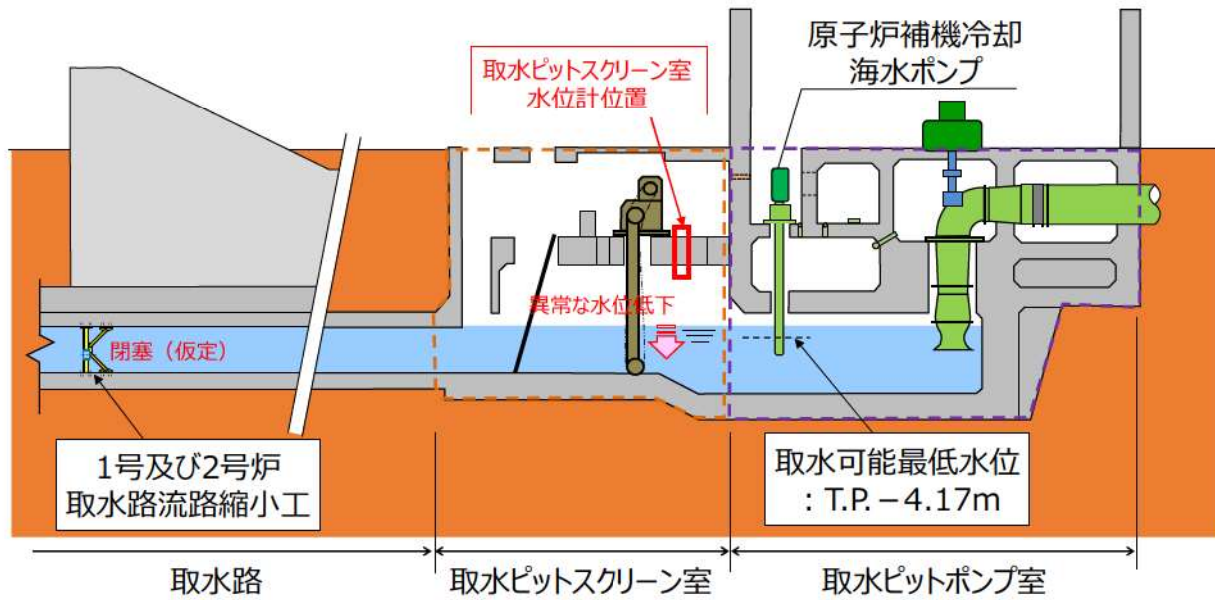 取水ピットスクリーン室
水位計位置
原子炉補機冷却
海水ポンプ
異常な水位低下
閉塞（仮定）
1号及び2号炉
取水路流路縮小工
取水可能最低水位
：T.P.－4.17m
取水路
取水ピットスクリーン室
取水ピットポンプ室